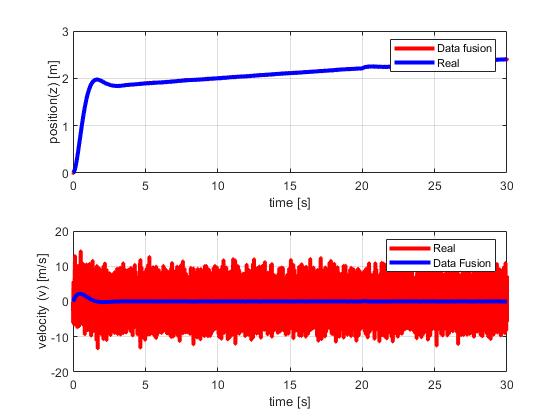 3
2
1
0
position(z) [m]
Data fusion
Real
0 5 10 15 20 25 30
time [s]
20
10
0
-10
-20
velocity (v) [m/s]
Real
Data Fusion
0 5 10 15 20 25 30
time [s]